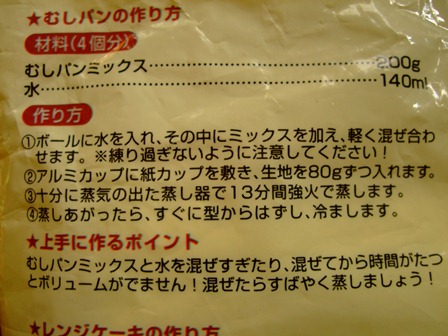 ★むしパンの作り方
材料(4個分)
むしパンミックス…………………………200g
水………………………………………140ml
作り方
①ボールに水を入れ、その中にミックスを加え、軽く混ぜ合わ
せます。※練り過ぎないように注意してください!
②アルミカップに紙カップを敷き、生地を80gずつ入れます。
③十分に蒸気の出た蒸し器で13分間強火で蒸します。
④蒸しあがったら、すぐに型からはずし、冷まします。
★上手に作るポイント
むしパンミックスと水を混ぜすぎたり、混ぜてから時間がたつ
とボリュームがでません!混ぜたらすばやく蒸しましょう!
★レンジケーキの作り方